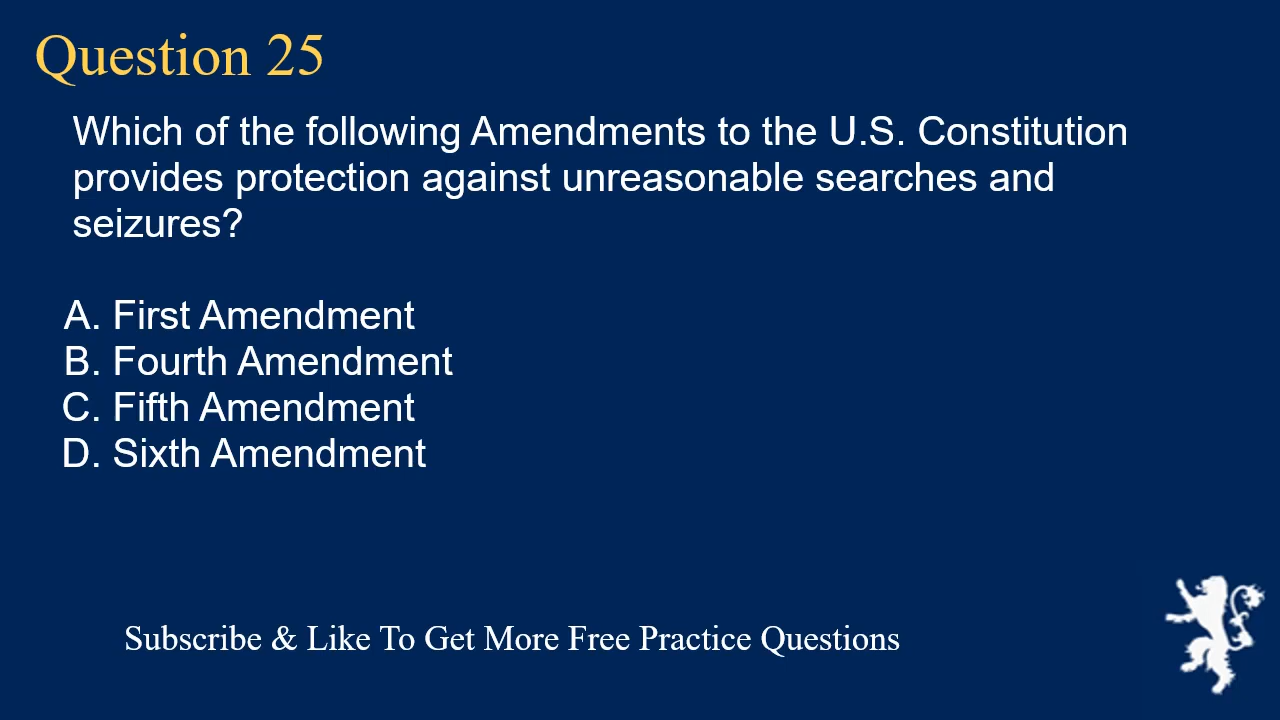 Question 25
Which of the following Amendments to the U.S. Constitution
provides protection against unreasonable searches and
seizures?
A. First Amendment
B. Fourth Amendment
C. Fifth Amendment
D. Sixth Amendment
Subscribe & Like To Get More Free Practice Questions